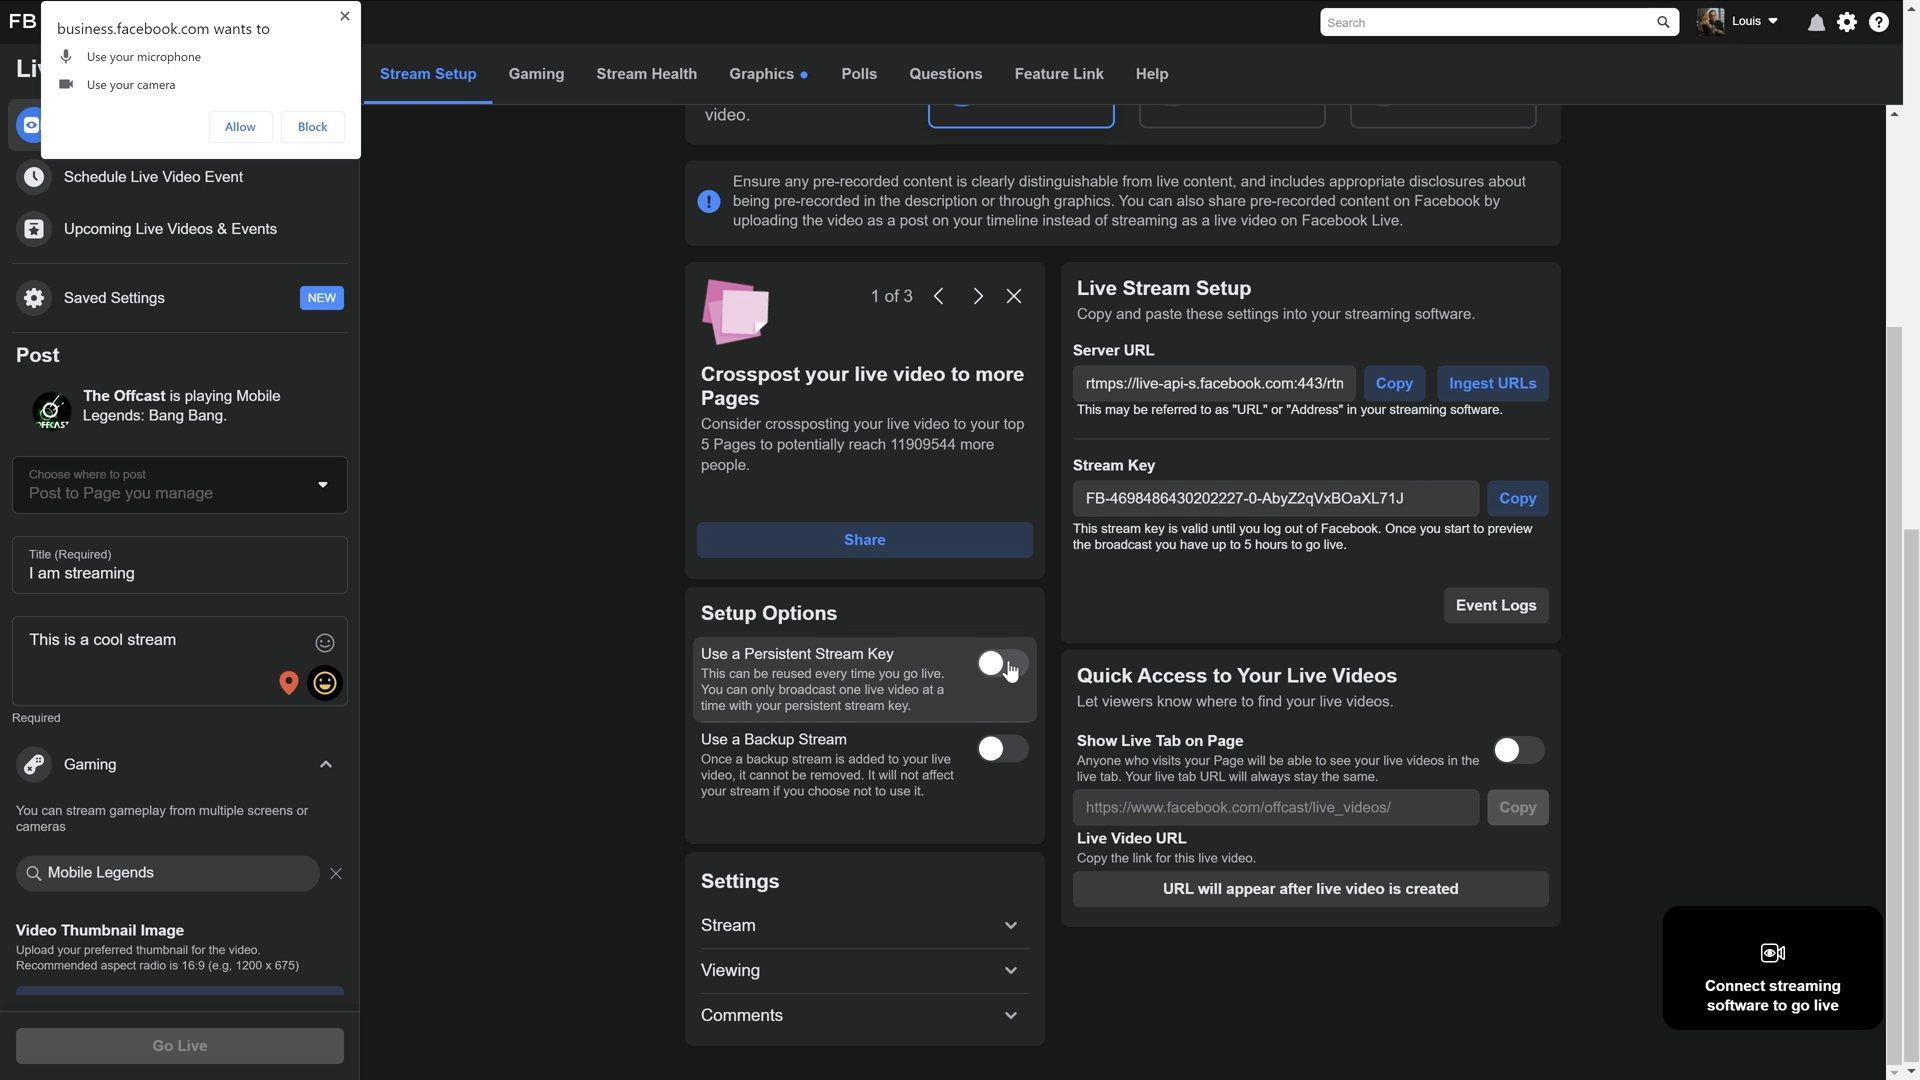 FB
business.facebook.com wants to
Use your microphone
Use your camera
Allow
Block
Search
Louis
Stream Setup
Gaming
Stream Health
Graphics
Polls
Questions
Feature Link
Help
Schedule Live Video Event
Upcoming Live Videos & Events
Saved Settings
NEW
Post
The Offcast is playing Mobile
Legends: Bang Bang.
Choose where to post
Post to Page you manage
Title (Required)
I am streaming
This is a cool stream
Required
Gaming
You can stream gameplay from multiple screens or
cameras
Mobile Legends
Video Thumbnail Image
Upload your preferred thumbnail for the video.
Recommended aspect radio is 16:9 (e.g, 1200 x 675)
Go Live
video.
Ensure any pre-recorded content is clearly distinguishable from live content, and includes appropriate disclosures about
being pre-recorded in the description or through graphics. You can also share pre-recorded content on Facebook by
uploading the video as a post on your timeline instead of streaming as a live video on Facebook Live.
1 of 3
Crosspost your live video to more
Pages
Consider crossposting your live video to your top
5 Pages to potentially reach 11909544 more
people.
Share
Setup Options
Use a Persistent Stream Key
This can be reused every time you go live.
You can only broadcast one live video at a
time with your persistent stream key.
Use a Backup Stream
Once a backup stream is added to your live
video, it cannot be removed. It will not affect
your stream if you choose not to use it.
Settings
Stream
Viewing
Comments
Live Stream Setup
Copy and paste these settings into your streaming software.
Server URL
rtmps://live-api-s.facebook.com:443/rtn
Copy
Ingest URLs
This may be referred to as "URL" or "Address" in your streaming software.
Stream Key
FB-4698486430202227-0-AbyZ2qVxBOaXL71J
Copy
This stream key is valid until you log out of Facebook. Once you start to preview
the broadcast you have up to 5 hours to go live.
Event Logs
Quick Access to Your Live Videos
Let viewers know where to find your live videos.
Show Live Tab on Page
Anyone who visits your Page will be able to see your live videos in the
live tab. Your live tab URL will always stay the same.
https://www.facebook.com/offcast/live_videos/
Copy
Live Video URL
Copy the link for this live video.
URL will appear after live video is created
Connect streaming
software to go live